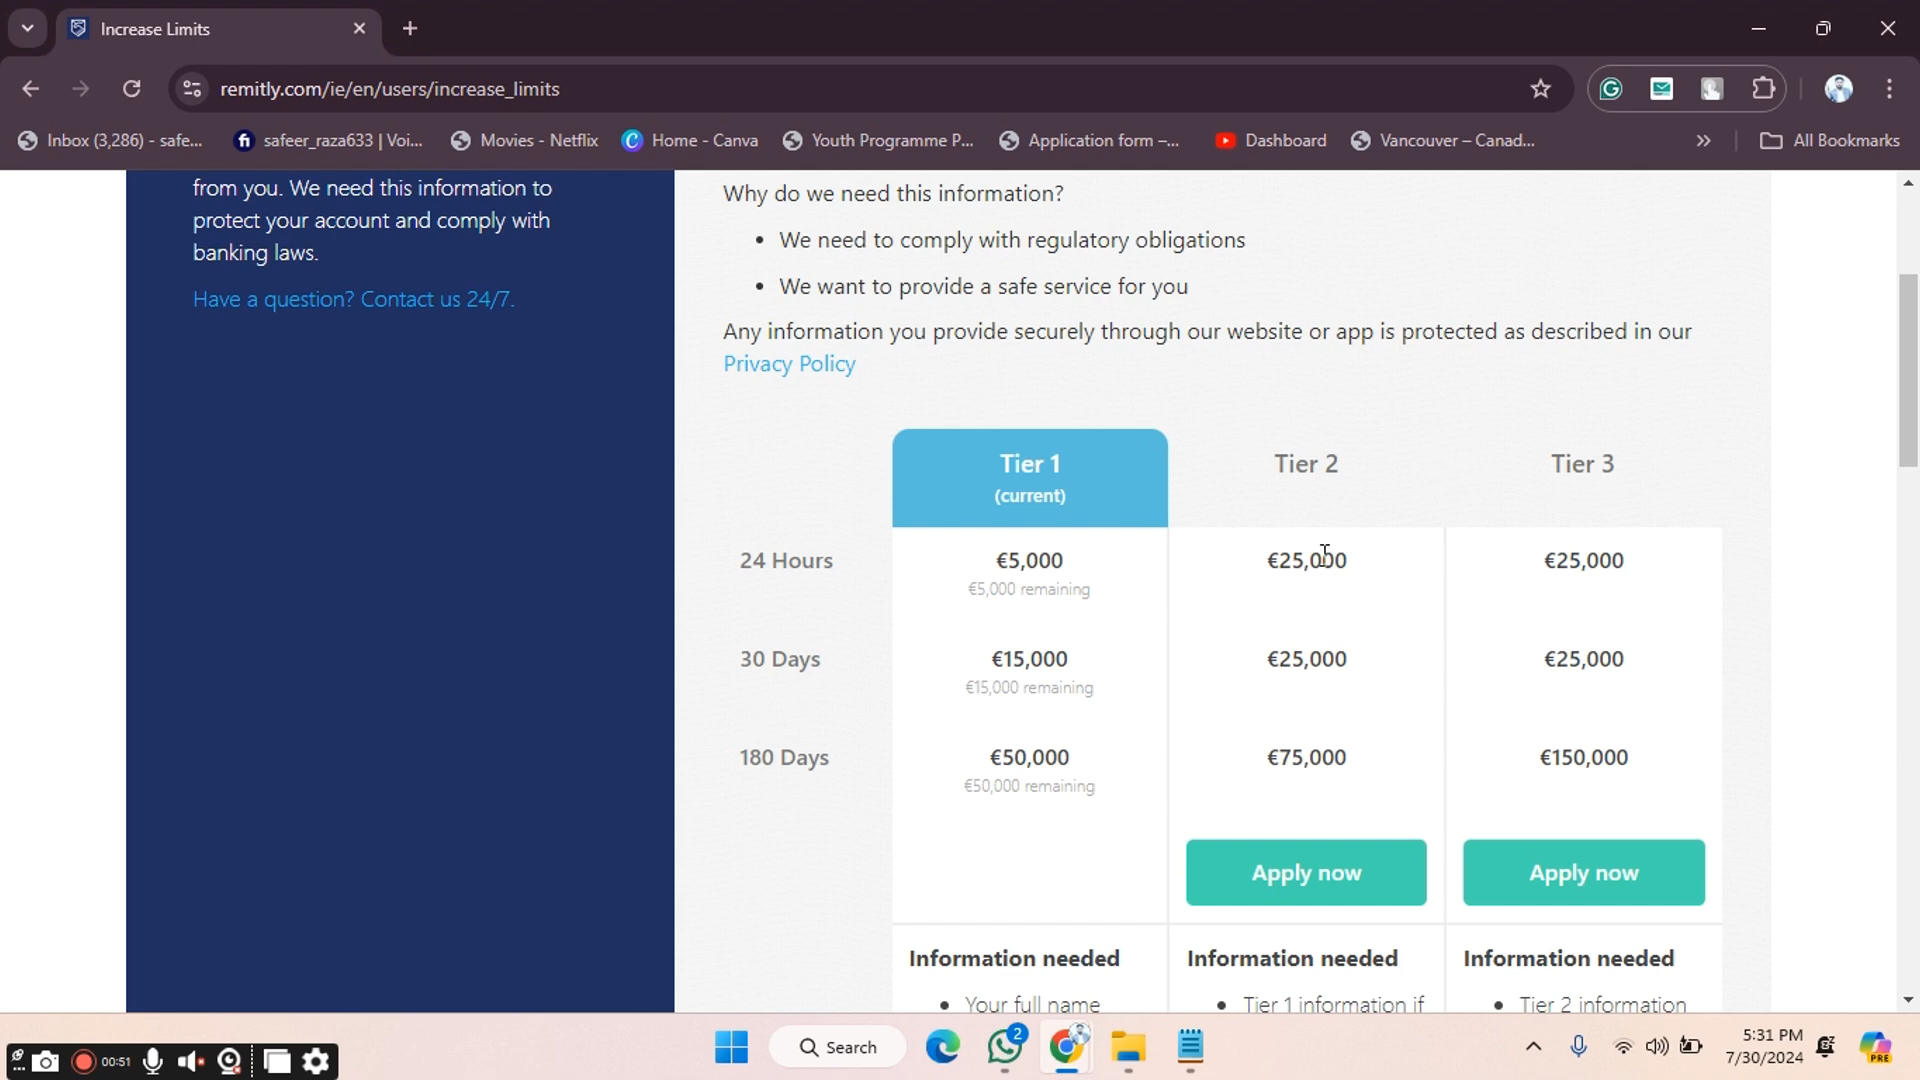 Increase Limits
remitly.com/ie/en/users/increase_limits
Inbox (3,286) - safe...
safeer_raza633 | Voi...
Movies - Netflix
Home - Canva
Youth Programme P...
Application form –...
Dashboard
Vancouver – Canad...
All Bookmarks
from you. We need this information to
protect your account and comply with
banking laws.
Have a question? Contact us 24/7.
Why do we need this information?
• We need to comply with regulatory obligations
• We want to provide a safe service for you
Any information you provide securely through our website or app is protected as described in our
Privacy Policy
Tier 1 Tier 2 Tier 3
(current)
24 Hours €5,000 €25,000 €25,000
€5,000 remaining
30 Days €15,000 €25,000 €25,000
€15,000 remaining
180 Days €50,000 €75,000 €150,000
€50,000 remaining
Apply now Apply now
Information needed Information needed Information needed
• Your full name • Tier 1 information if • Tier 2 information
00:51
Search
2
5:31 PM
7/30/2024
PRE